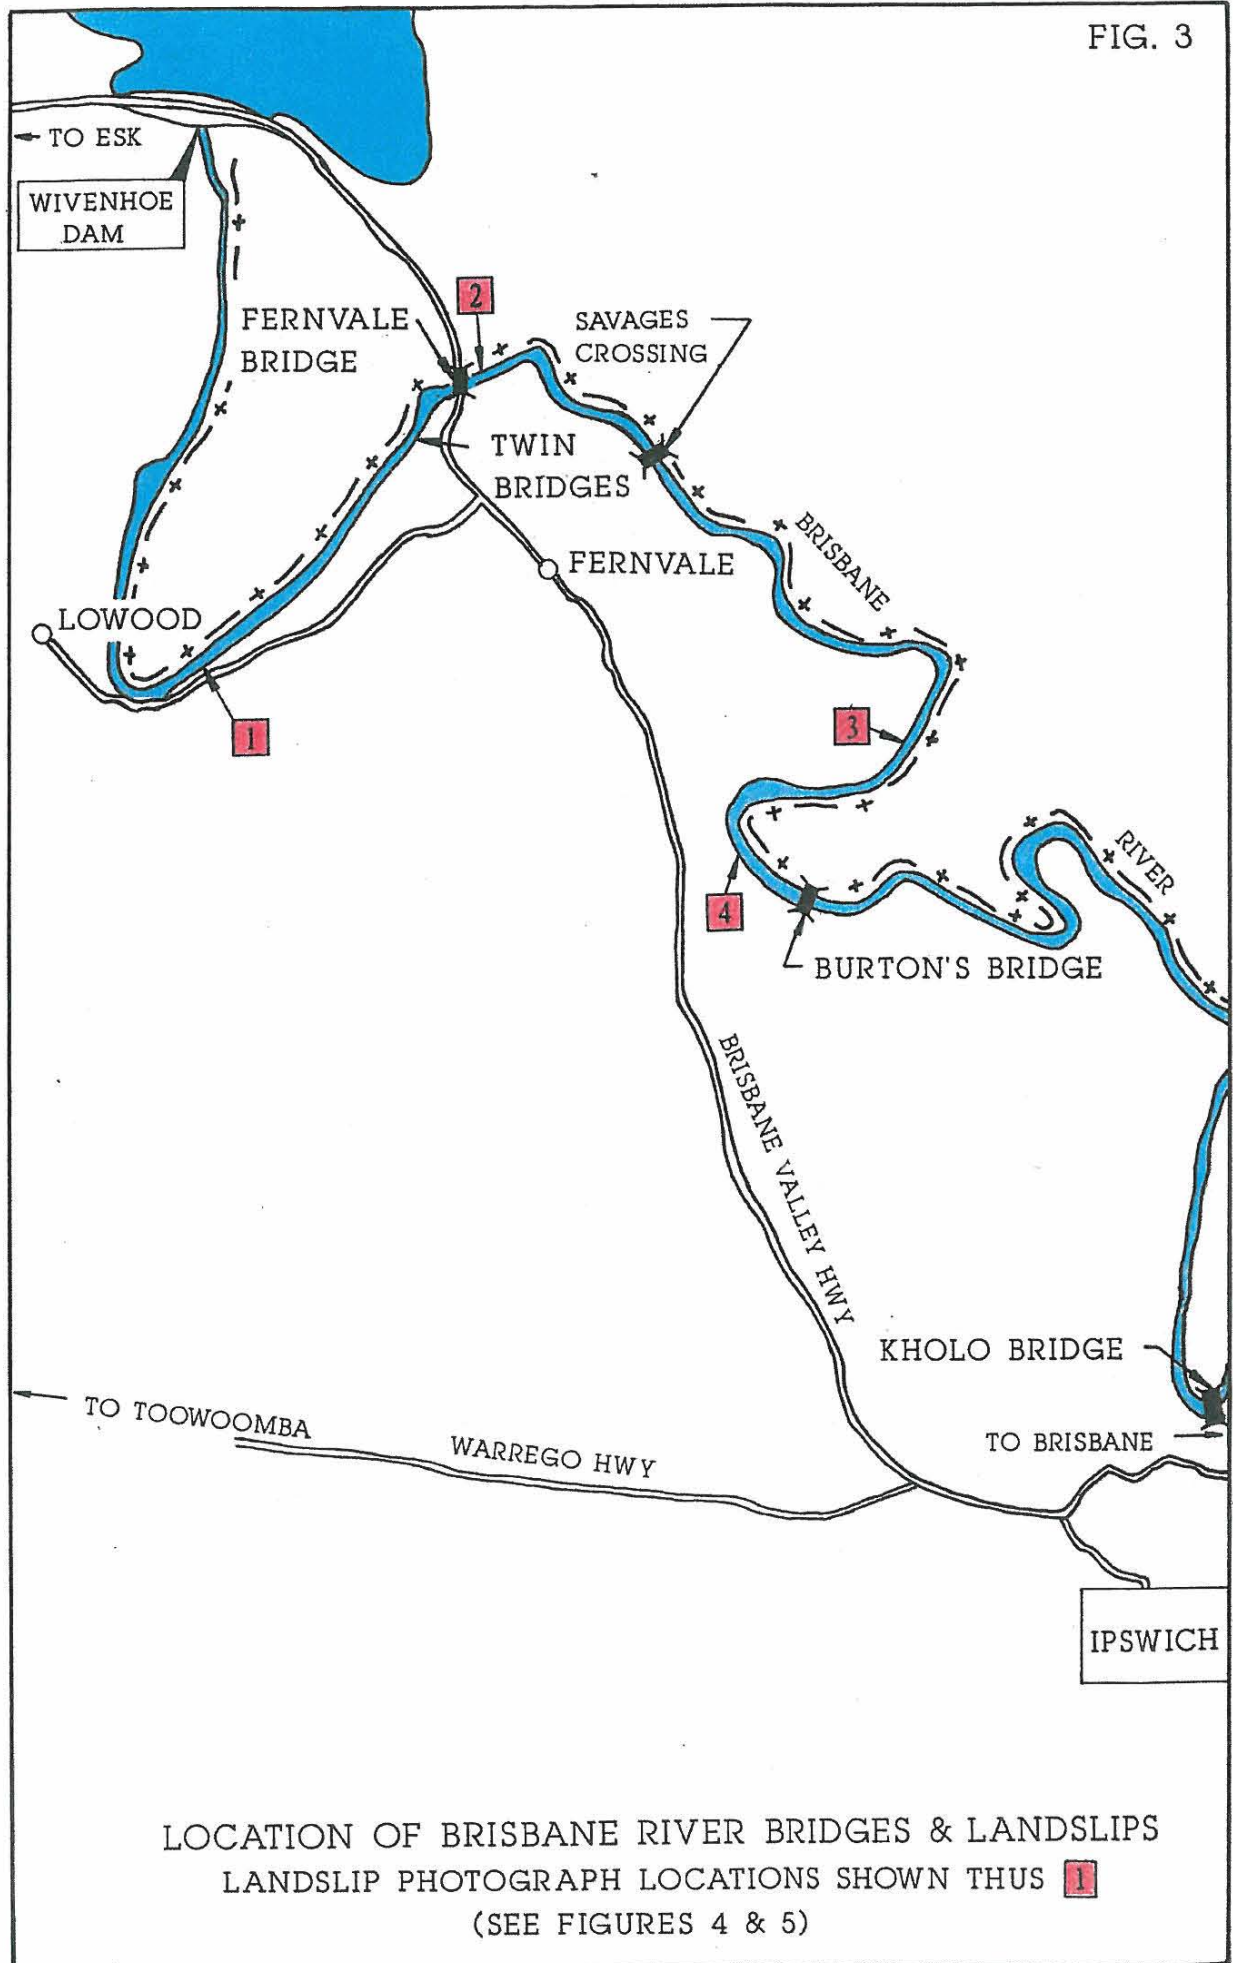 FIG. 3
← TO ESK
WIVENHOE
DAM
2
FERNVALE
BRIDGE
SAVAGES
CROSSING
TWIN
BRIDGES
BRISBANE
FERNVALE
LOWOOD
1
3
RIVER
4
BURTON'S BRIDGE
BRISBANE VALLEY HWY
KHOLO BRIDGE
← TO TOOWOOMBA
WARREGO HWY
TO BRISBANE →
IPSWICH
LOCATION OF BRISBANE RIVER BRIDGES & LANDSLIPS
LANDSLIP PHOTOGRAPH LOCATIONS SHOWN THUS 1
(SEE FIGURES 4 & 5)